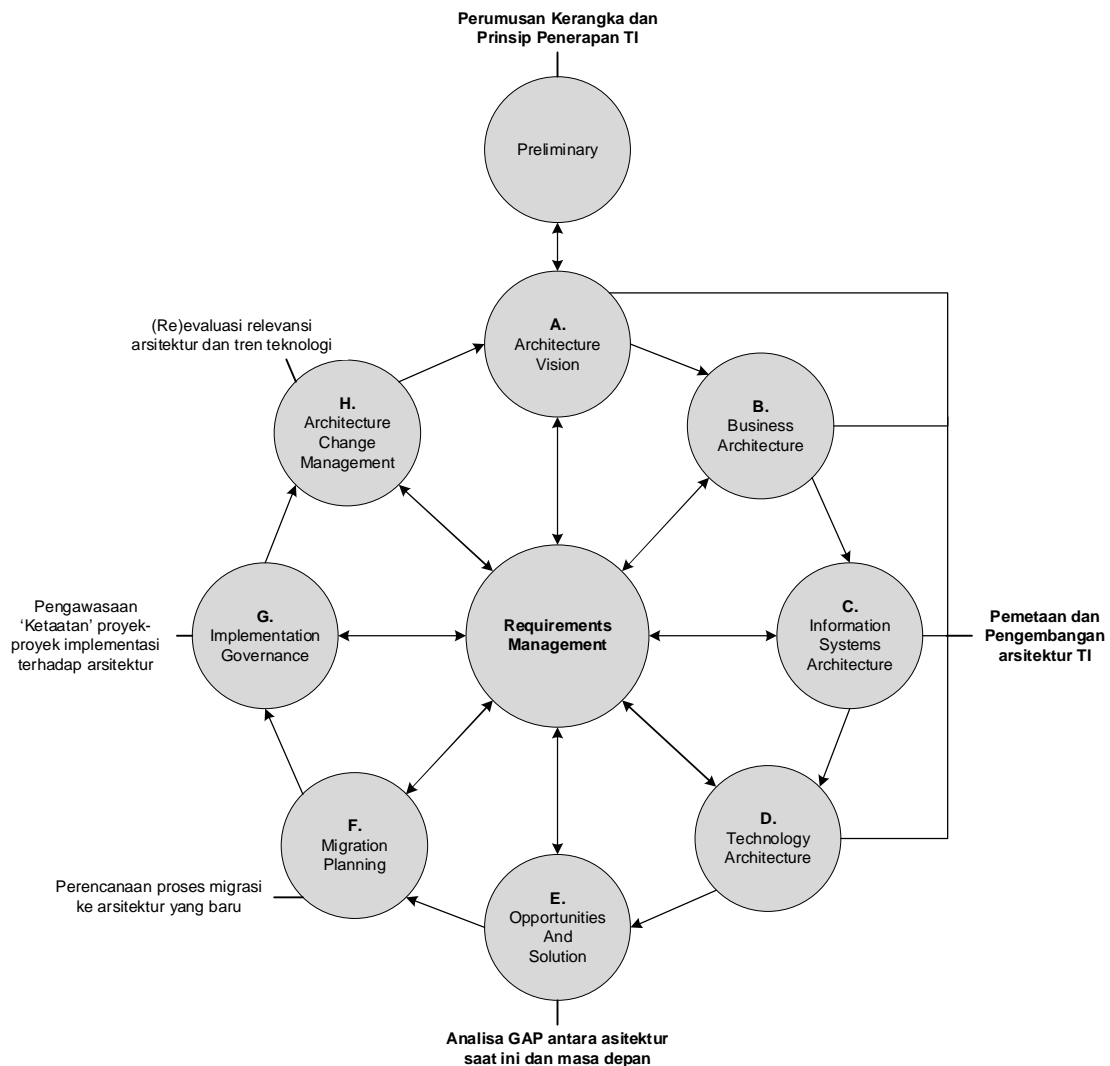 Perumusan Kerangka dan
Prinsip Penerapan TI
Preliminary
A.
Architecture
Vision
(Re)evaluasi relevansi
arsitektur dan tren teknologi
H.
Architecture
Change
Management
B.
Business
Architecture
Pengawasaan
‘Ketaatan’ proyek-
proyek implementasi
terhadap arsitektur
G.
Implementation
Governance
Requirements
Management
C.
Information
Systems
Architecture
Pemetaan dan
Pengembangan
arsitektur TI
F.
Migration
Planning
D.
Technology
Architecture
Perencanaan proses migrasi
ke arsitektur yang baru
E.
Opportunities
And
Solution
Analisa GAP antara asitektur
saat ini dan masa depan